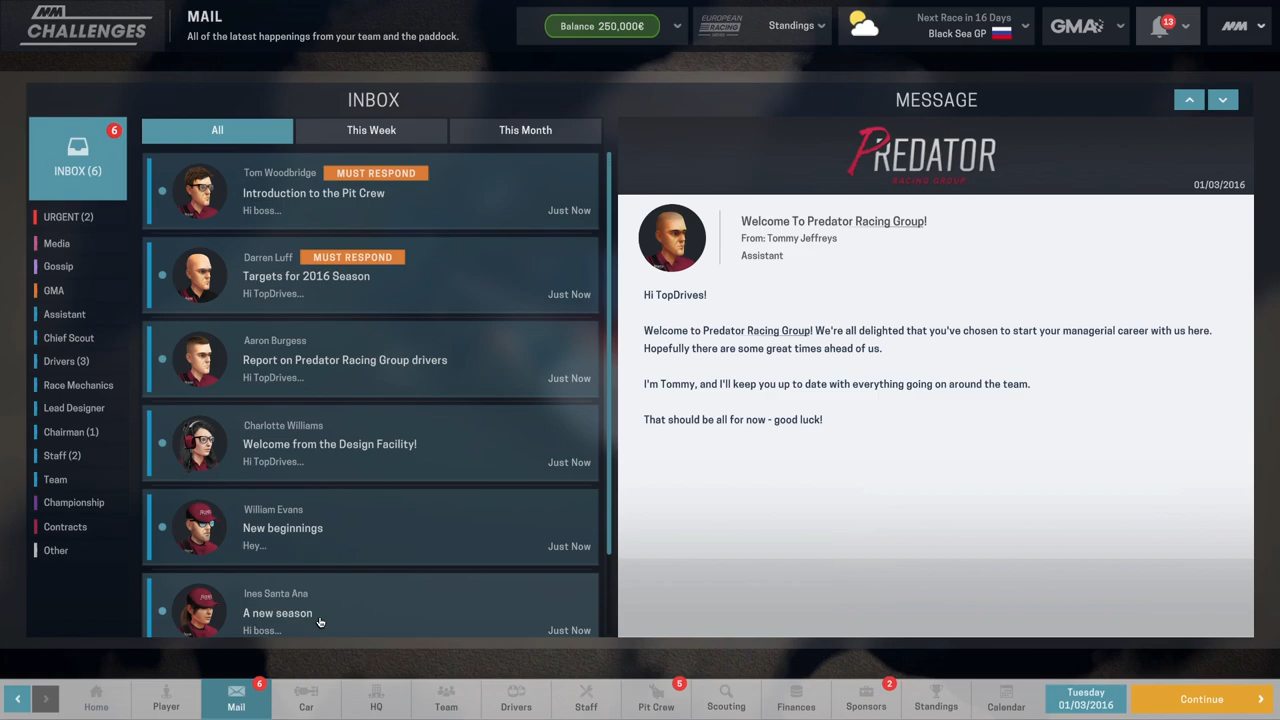 MM
CHALLENGES
MAIL
All of the latest happenings from your team and the paddock.
Balance 250,000€
EUROPEAN
RACING
SERIES
Standings
Next Race in 16 Days
Black Sea GP
GMA
13
MM
INBOX
MESSAGE
6
INBOX (6)
URGENT (2)
Media
Gossip
GMA
Assistant
Chief Scout
Drivers (3)
Race Mechanics
Lead Designer
Chairman (1)
Staff (2)
Team
Championship
Contracts
Other
All
This Week
This Month
Tom Woodbridge
MUST RESPOND
Introduction to the Pit Crew
Hi boss...
Just Now
Darren Luff
MUST RESPOND
Targets for 2016 Season
Hi TopDrives...
Just Now
Aaron Burgess
Report on Predator Racing Group drivers
Hi TopDrives...
Just Now
Charlotte Williams
Welcome from the Design Facility!
Hi TopDrives...
Just Now
William Evans
New beginnings
Hey...
Just Now
Ines Santa Ana
A new season
Hi boss...
Just Now
PREDATOR
RACING GROUP
01/03/2016
Welcome To Predator Racing Group!
From: Tommy Jeffreys
Assistant
Hi TopDrives!
Welcome to Predator Racing Group! We're all delighted that you've chosen to start your managerial career with us here.
Hopefully there are some great times ahead of us.
I'm Tommy, and I'll keep you up to date with everything going on around the team.
That should be all for now - good luck!
Home
Player
6
Mail
Car
HQ
Team
Drivers
Staff
5
Pit Crew
Scouting
Finances
2
Sponsors
Standings
Calendar
Tuesday
01/03/2016
Continue